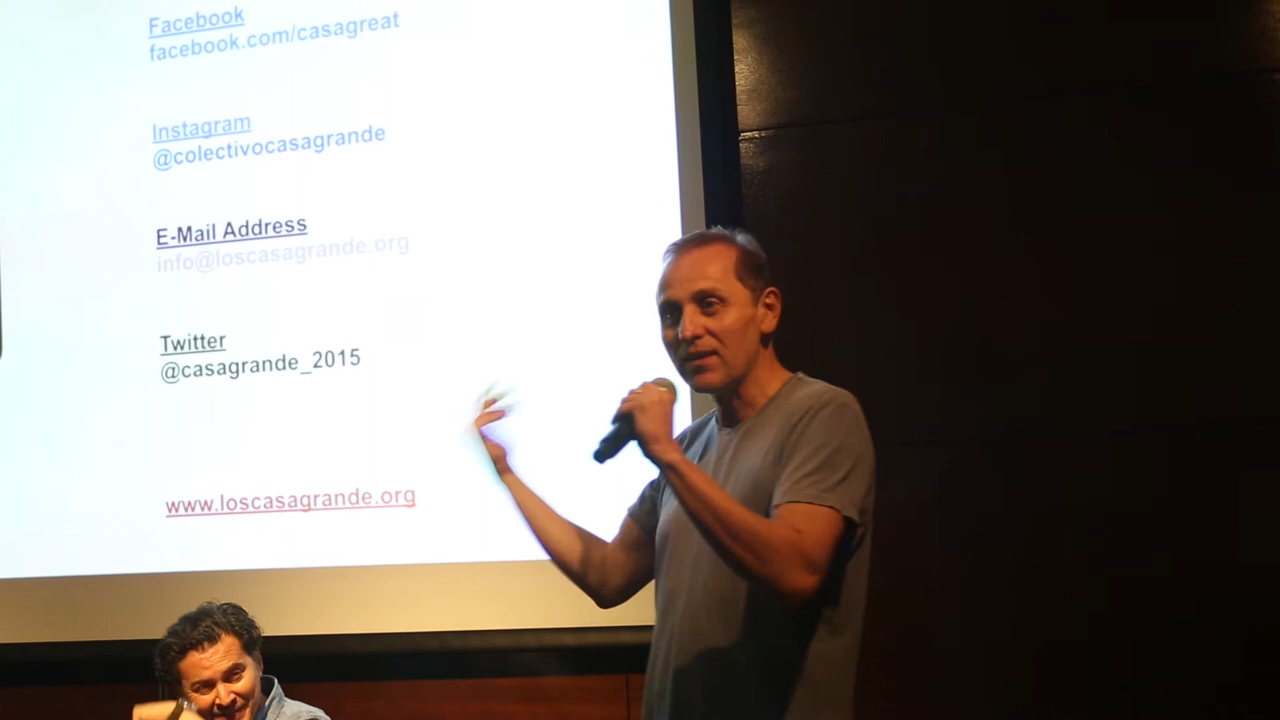 Facebook
facebook.com/casagreat
Instagram
@colectivocasagrande
E-Mail Address
info@loscasagrande.org
Twitter
@casagrande_2015
www.loscasagrande.org